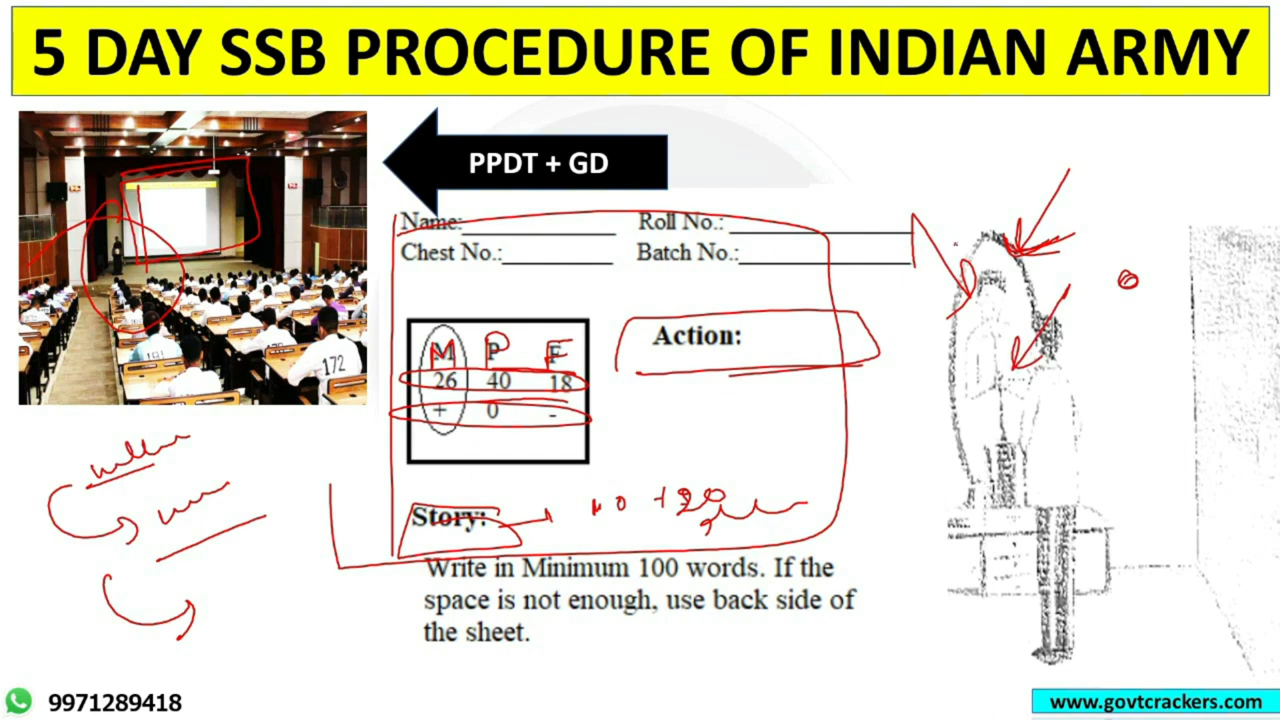 5 DAY SSB PROCEDURE OF INDIAN ARMY
PPDT + GD
Name:
Roll No.:
Chest No.:
Batch No.:
M P F
26 40 18
+ 0 -
Action:
172
Story:
Write in Minimum 100 words. If the
space is not enough, use back side of
the sheet.
9971289418
www.govtcrackers.com